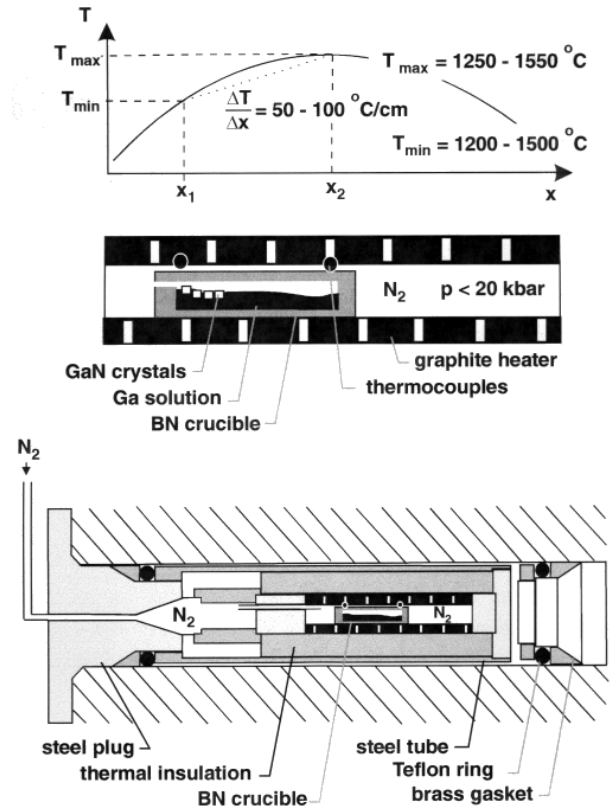 T
T max
T min
T max = 1250 - 1550 °C
ΔT
Δx
= 50 - 100 °C/cm
T min = 1200 - 1500 °C
x1
x2
x
N2 p < 20 kbar
GaN crystals
graphite heater
Ga solution
thermocouples
BN crucible
N2
N2
N2
steel plug
steel tube
thermal insulation
Teflon ring
BN crucible
brass gasket